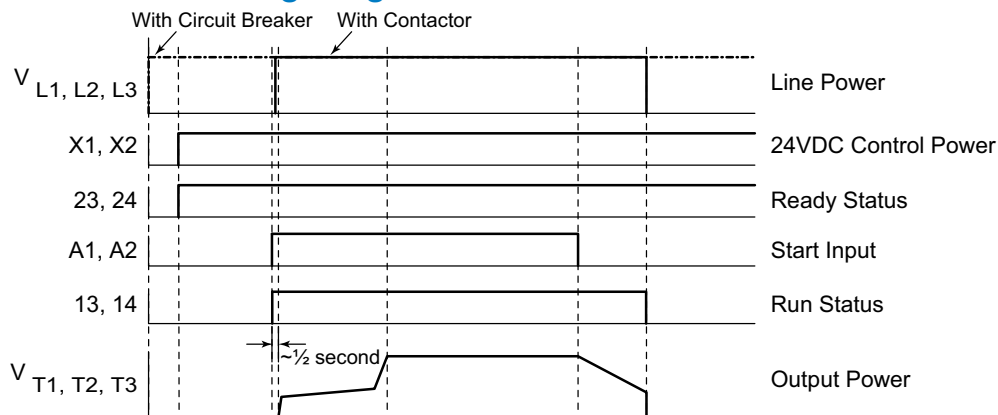 With Circuit Breaker
With Contactor
V L1, L2, L3
Line Power
X1, X2
24VDC Control Power
23, 24
Ready Status
A1, A2
Start Input
13, 14
Run Status
~½ second
V T1, T2, T3
Output Power